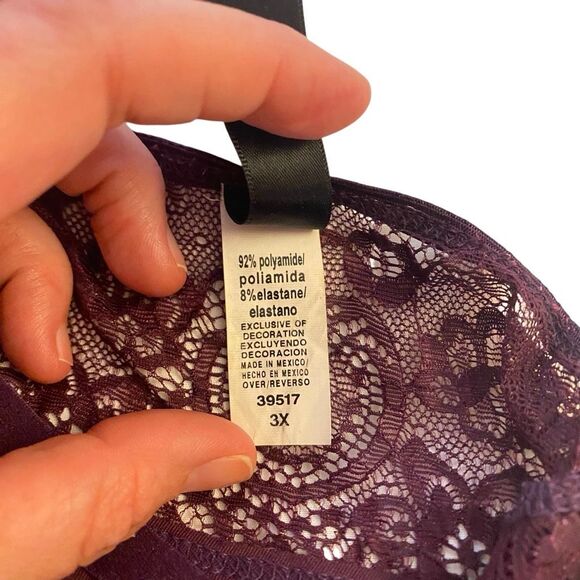 92% polyamide/
poliamida
8%elastane/
elastano
EXCLUSIVE OF
DECORATION
EXCLUYENDO
DECORACION
MADE IN MEXICO/
HECHO EN MEXICO
OVER/REVERSO
39517
3X